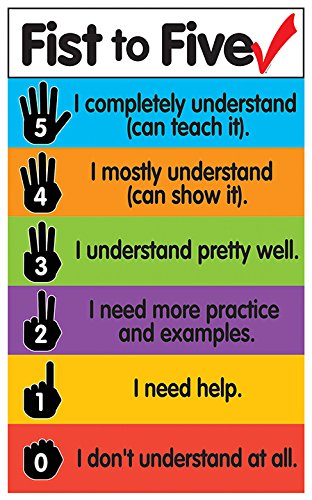 Fist to Five
5
I completely understand
(can teach it).
4
I mostly understand
(can show it).
3
I understand pretty well.
2
I need more practice
and examples.
1
I need help.
0
I don't understand at all.